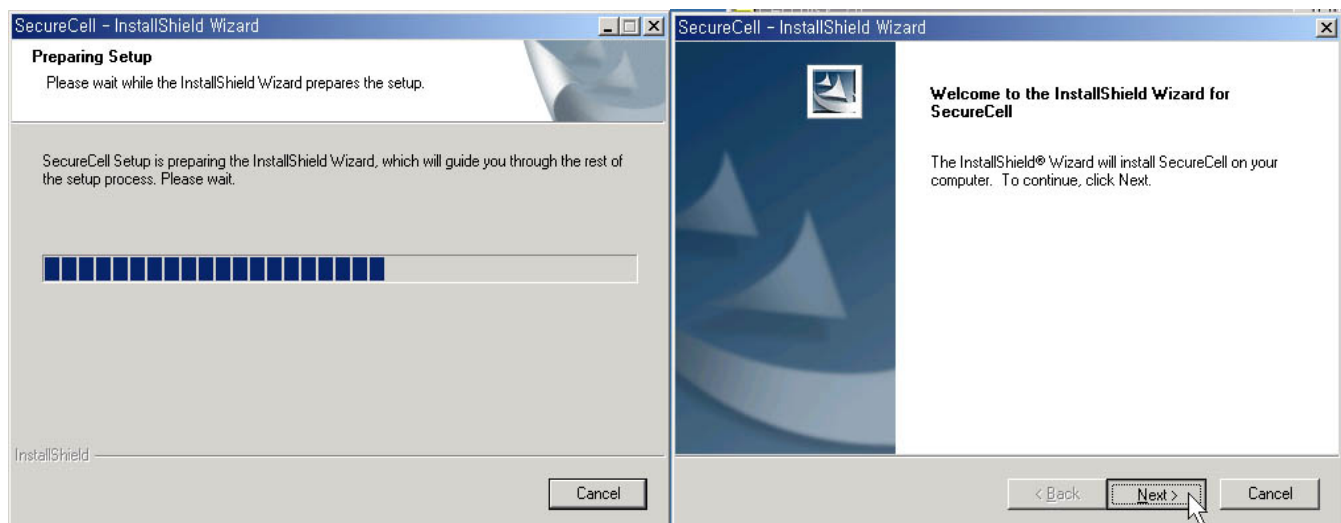 SecureCell - InstallShield Wizard
Preparing Setup
Please wait while the InstallShield Wizard prepares the setup.
SecureCell Setup is preparing the InstallShield Wizard, which will guide you through the rest of
the setup process. Please wait.
InstallShield
Cancel
SecureCell - InstallShield Wizard
Welcome to the InstallShield Wizard for
SecureCell
The InstallShield® Wizard will install SecureCell on your
computer. To continue, click Next.
< Back
Next >
Cancel